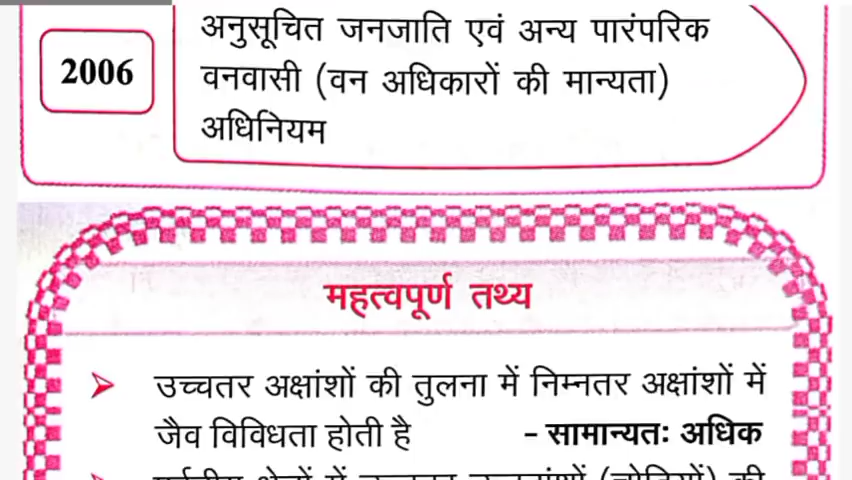 अनुसूचित जनजाति एवं अन्य पारंपरिक
2006
वनवासी (वन अधिकारों की मान्यता)
अधिनियम
महत्वपूर्ण तथ्य
➢ उच्चतर अक्षांशों की तुलना में निम्नतर अक्षांशों में
जैव विविधता होती है - सामान्यतः अधिक